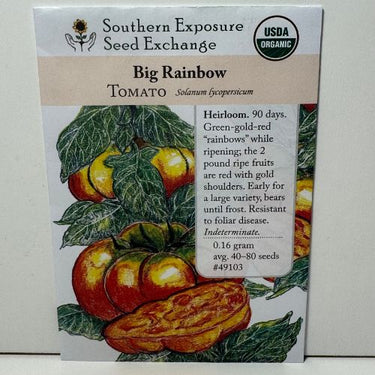 Southern Exposure
Seed Exchange
USDA
ORGANIC
Big Rainbow
TOMATO Solanum lycopersicum
Heirloom. 90 days.
Green-gold-red
"rainbows" while
ripening; the 2
pound ripe fruits
are red with gold
shoulders. Early for
a large variety, bears
until frost. Resistant
to foliar disease.
Indeterminate.
0.16 gram
avg. 40–80 seeds
#49103